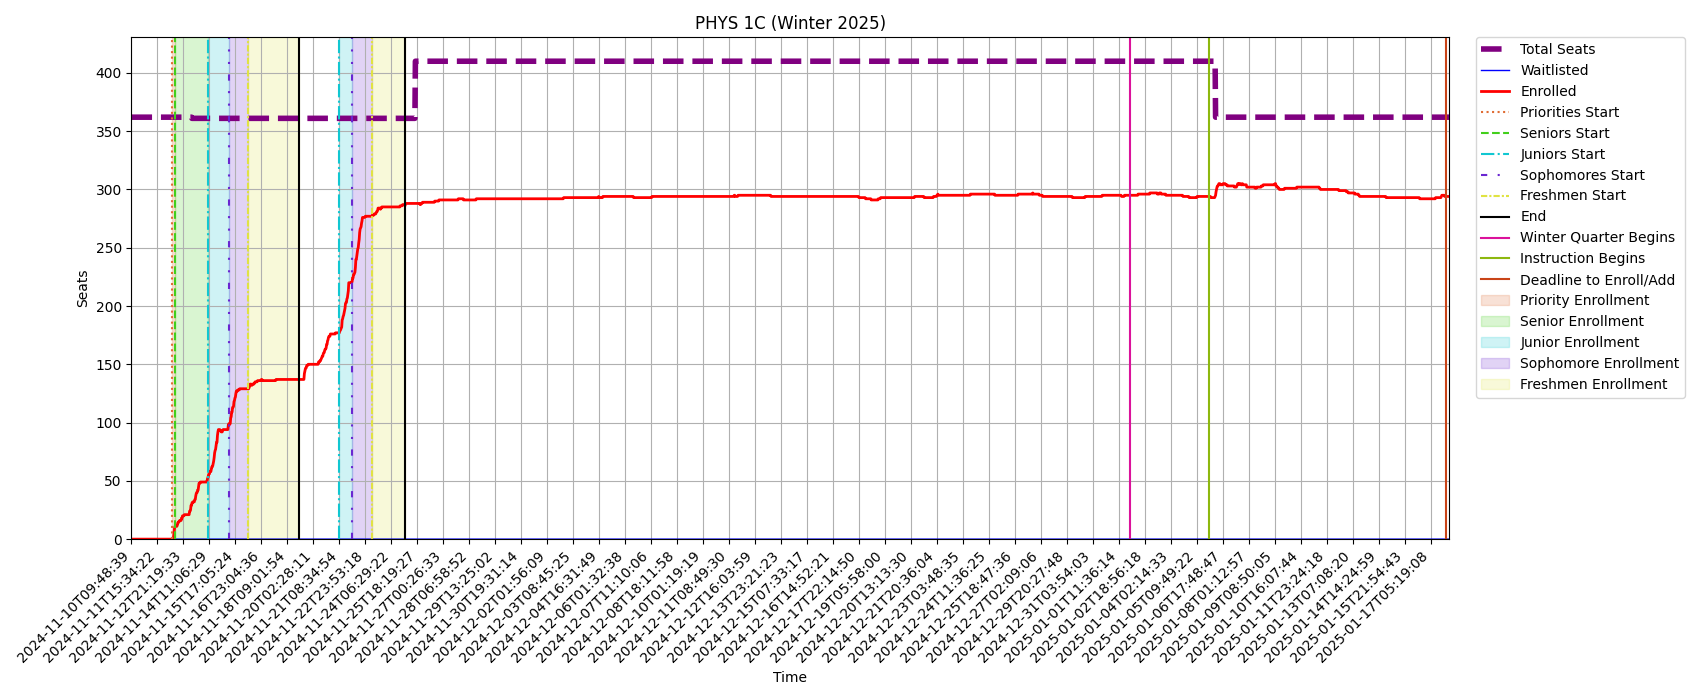 PHYS 1C (Winter 2025)
Seats
400
350
300
250
200
150
100
50
0
2024-11-10T09:48:39
2024-11-11T15:34:22
2024-11-12T21:19:33
2024-11-14T11:06:29
2024-11-15T17:05:24
2024-11-16T23:04:36
2024-11-18T09:01:54
2024-11-20T02:28:11
2024-11-21T08:34:54
2024-11-22T23:53:18
2024-11-24T06:29:22
2024-11-25T18:19:27
2024-11-27T00:26:33
2024-11-28T06:58:52
2024-11-29T13:25:02
2024-11-30T19:31:14
2024-12-02T01:56:09
2024-12-03T08:45:25
2024-12-04T16:31:49
2024-12-06T01:32:38
2024-12-07T11:10:06
2024-12-08T18:11:58
2024-12-10T01:19:19
2024-12-11T08:49:30
2024-12-12T16:03:59
2024-12-13T23:21:23
2024-12-15T07:33:17
2024-12-16T14:52:21
2024-12-17T22:14:50
2024-12-19T05:58:00
2024-12-20T13:13:30
2024-12-21T20:36:04
2024-12-23T03:48:35
2024-12-24T11:36:25
2024-12-25T18:47:36
2024-12-27T02:09:06
2024-12-29T20:27:48
2024-12-31T03:54:03
2025-01-01T11:36:14
2025-01-02T18:56:18
2025-01-04T02:14:33
2025-01-05T09:49:22
2025-01-06T17:48:47
2025-01-08T01:12:57
2025-01-09T08:50:05
2025-01-10T16:07:44
2025-01-11T23:24:18
2025-01-13T07:08:20
2025-01-14T14:24:59
2025-01-15T21:54:43
2025-01-17T05:19:08
Time
Total Seats
Waitlisted
Enrolled
Priorities Start
Seniors Start
Juniors Start
Sophomores Start
Freshmen Start
End
Winter Quarter Begins
Instruction Begins
Deadline to Enroll/Add
Priority Enrollment
Senior Enrollment
Junior Enrollment
Sophomore Enrollment
Freshmen Enrollment